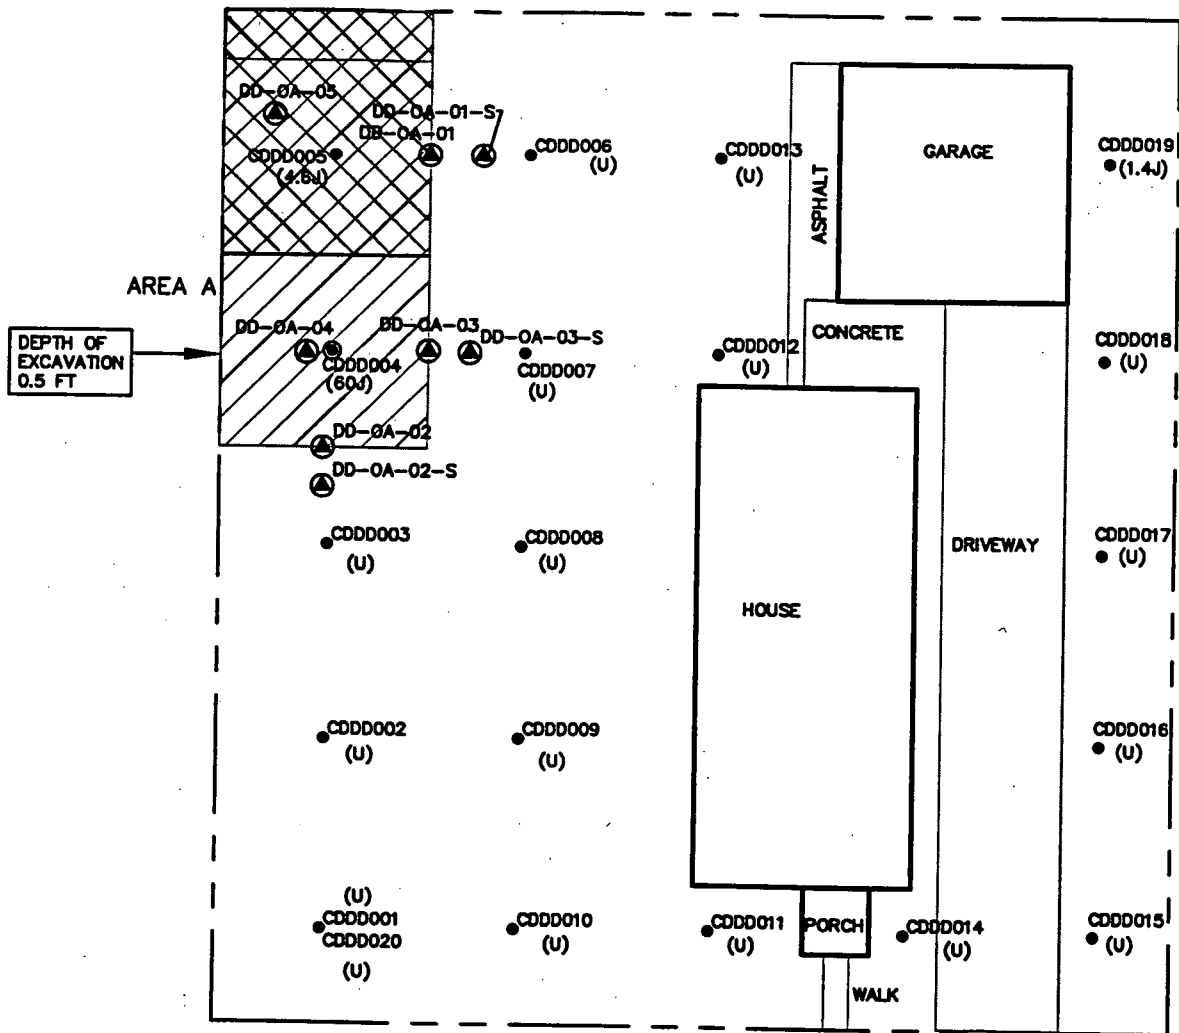 DD-0A-05
DD-0A-01-S
DD-0A-01
CDDD005
(4.6J)
CDDD006
(U)
CDDD013
(U)
ASPHALT
GARAGE
CDDD019
(1.4J)
AREA A
DEPTH OF
EXCAVATION
0.5 FT
DD-0A-04
CDDD004
(60J)
DD-0A-03
DD-0A-03-S
CDDD007
(U)
CONCRETE
CDDD012
(U)
CDDD018
(U)
DD-0A-02
DD-0A-02-S
CDDD003
(U)
CDDD008
(U)
HOUSE
DRIVEWAY
CDDD017
(U)
CDDD002
(U)
CDDD009
(U)
CDDD016
(U)
(U)
CDDD001
CDDD020
(U)
CDDD010
(U)
CDDD011
(U)
PORCH
CDDD014
(U)
CDDD015
(U)
WALK